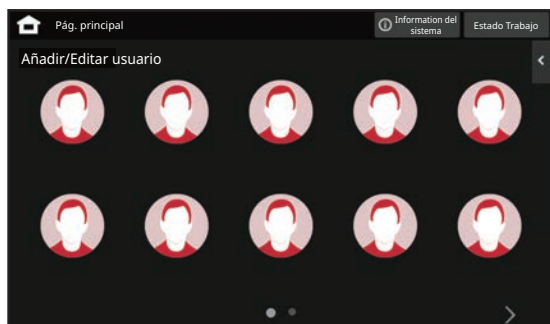 Pág. principal
Information del
sistema
Estado Trabajo
Añadir/Editar usuario